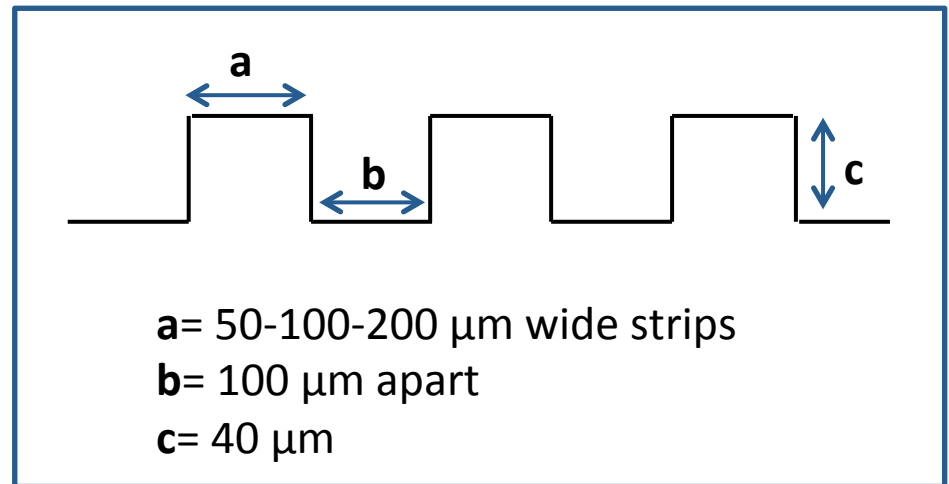 a
b
c
a= 50-100-200 µm wide strips
b= 100 µm apart
c= 40 µm